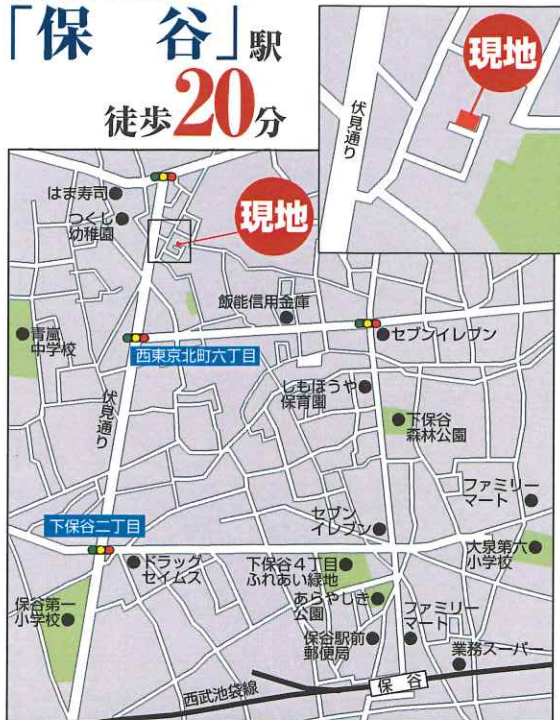 「保 谷」駅
徒歩20分
現地
伏見通り
はま寿司
つくし
幼稚園
現地
飯能信用金庫
青嵐
中学校
セブンイレブン
西東京北町六丁目
しもほうや
保育園
伏見通り
下保谷
森林公園
ファミリー
マート
セブン
イレブン
下保谷二丁目
ドラッグ
セイムス
下保谷4丁目
ふれあい緑地
大泉第六
小学校
あらやしき
公園
保谷第一
小学校
ファミリー
マート
保谷駅前
郵便局
業務スーパー
西武池袋線
保谷